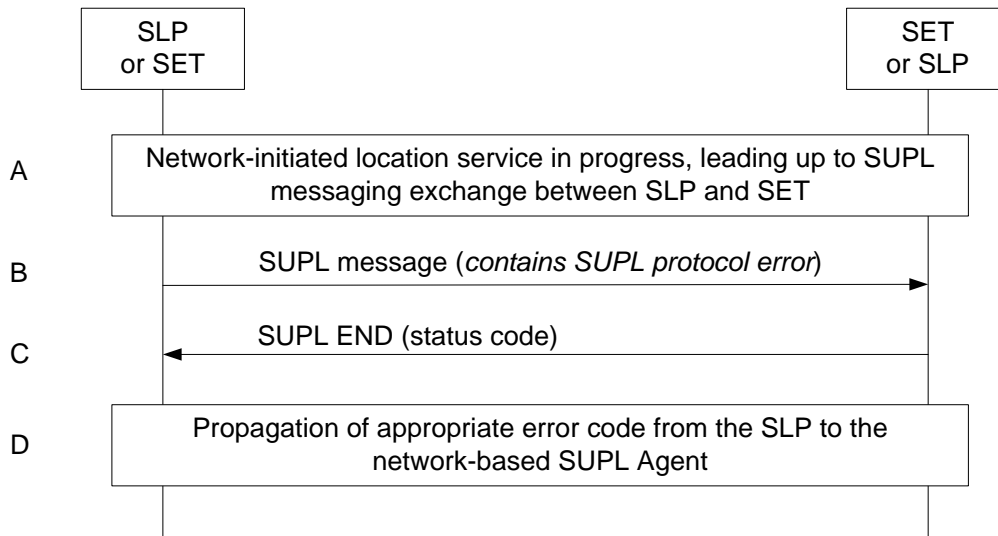 SLP
or SET
SET
or SLP
A
Network-initiated location service in progress, leading up to SUPL
messaging exchange between SLP and SET
B
SUPL message (contains SUPL protocol error)
C
SUPL END (status code)
D
Propagation of appropriate error code from the SLP to the
network-based SUPL Agent